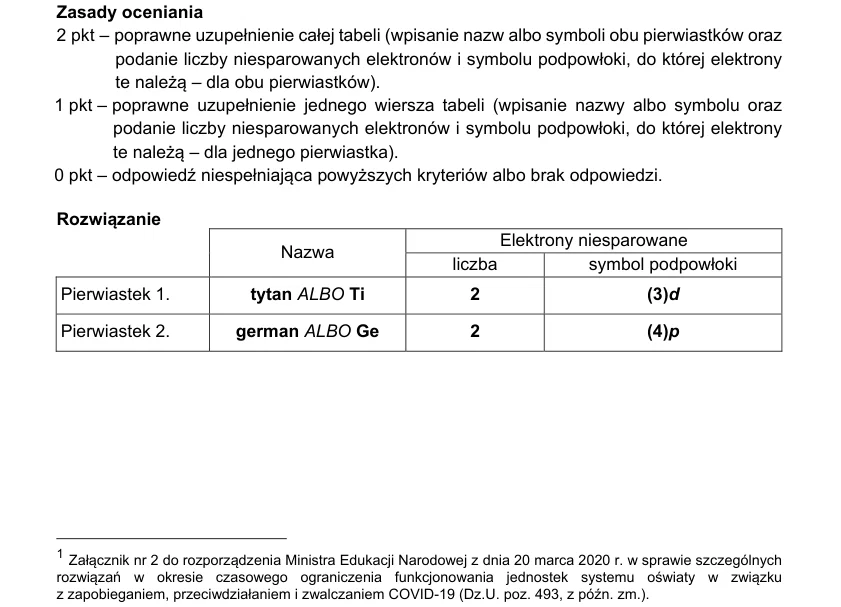 Zasady oceniania
2 pkt – poprawne uzupełnienie całej tabeli (wpisanie nazw albo symboli obu pierwiastków oraz
podanie liczby niesparowanych elektronów i symbolu podpowłoki, do której elektrony
te należą – dla obu pierwiastków).
1 pkt – poprawne uzupełnienie jednego wiersza tabeli (wpisanie nazwy albo symbolu oraz
podanie liczby niesparowanych elektronów i symbolu podpowłoki, do której elektrony
te należą – dla jednego pierwiastka).
0 pkt – odpowiedź niespełniająca powyższych kryteriów albo brak odpowiedzi.
Rozwiązanie
Nazwa
Elektrony niesparowane
liczba symbol podpowłoki
Pierwiastek 1. tytan ALBO Ti 2 (3)d
Pierwiastek 2. german ALBO Ge 2 (4)p
1 Załącznik nr 2 do rozporządzenia Ministra Edukacji Narodowej z dnia 20 marca 2020 r. w sprawie szczególnych
rozwiązań w okresie czasowego ograniczenia funkcjonowania jednostek systemu oświaty w związku
z zapobieganiem, przeciwdziałaniem i zwalczaniem COVID-19 (Dz.U. poz. 493, z późn. zm.).